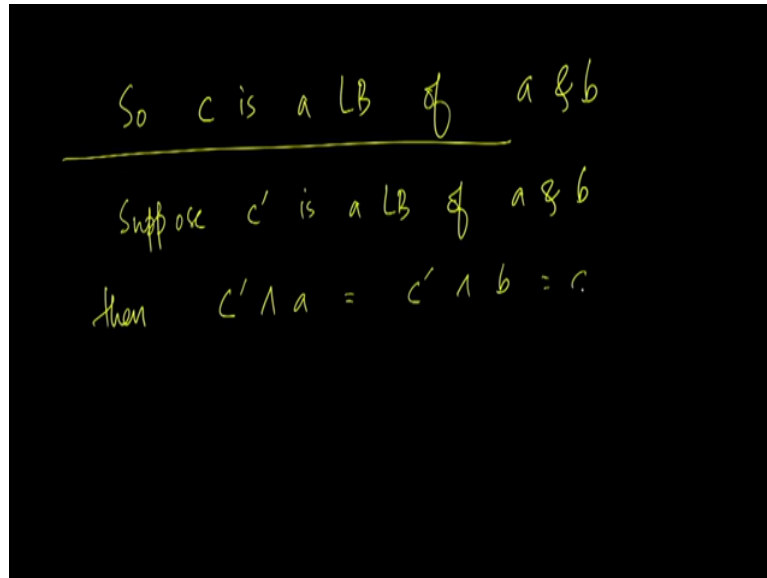 So c is a LB of a & b
Suppose c' is a LB of a & b
then c' ∧ a = c' ∧ b = c